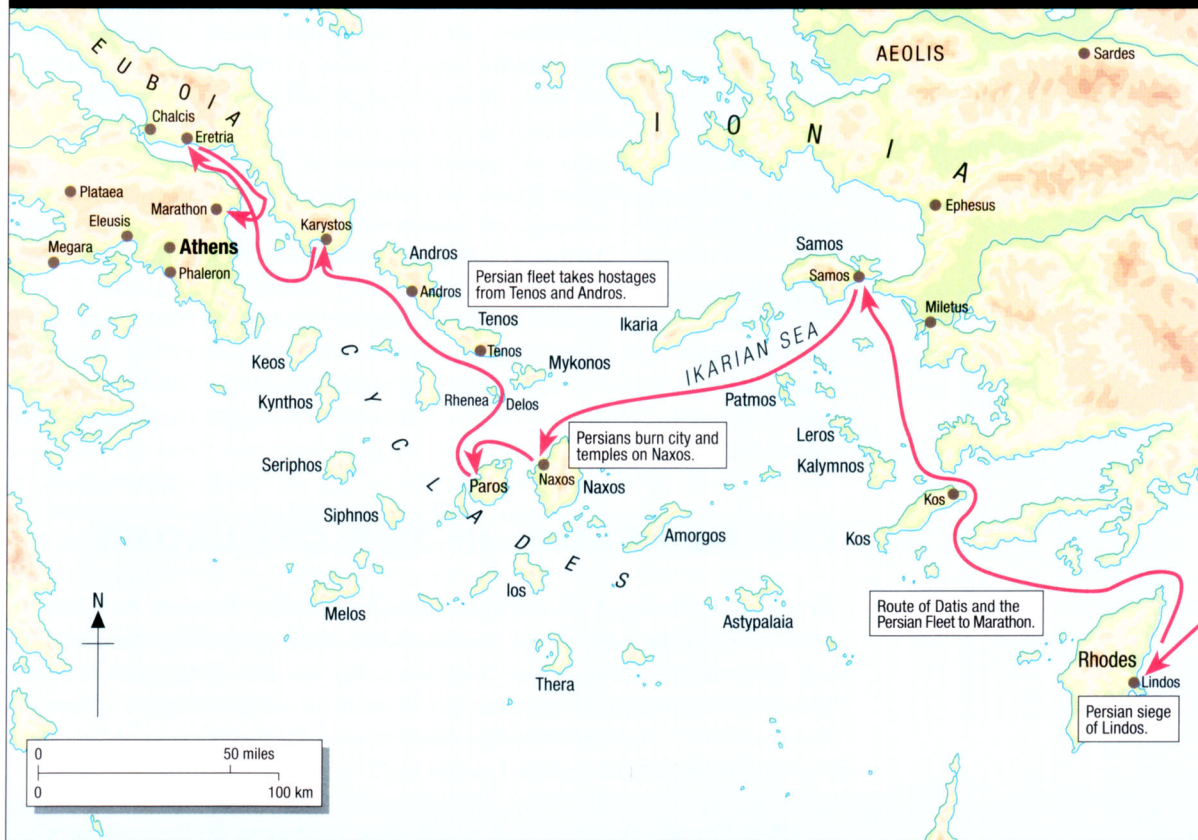 EUBOIA
AEOLIS
Sardes
Chalcis
Eretria
IONIA
Plataea
Marathon
Ephesus
Eleusis
Karystos
Megara
Athens
Andros
Samos
Phaleron
Persian fleet takes hostages
from Tenos and Andros.
Samos
Andros
Miletus
Tenos
Ikaria
Tenos
IKARIAN SEA
Keos
Mykonos
CYCLADES
Kynthos
Rhenea
Delos
Patmos
Persians burn city and
temples on Naxos.
Leros
Seriphos
Kalymnos
Naxos
Paros
Naxos
Kos
Siphnos
Amorgos
Kos
Ios
Melos
Astypalaia
Route of Datis and the
Persian Fleet to Marathon.
N
Thera
Rhodes
Lindos
Persian siege
of Lindos.
0 50 miles
0 100 km